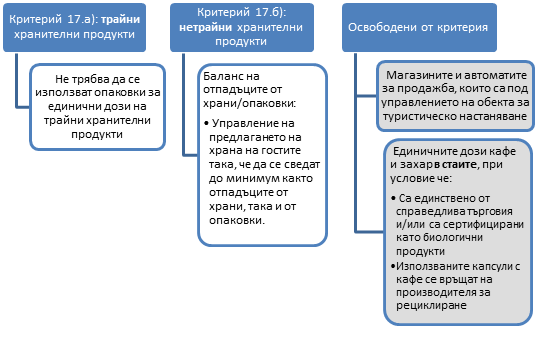 Критерий 17.а): трайни
хранителни продукти
Не трябва да се
използват опаковки за
единични дози на
трайни хранителни
продукти
Критерий 17.б):
нетрайни хранителни
продукти
Баланс на
отпадъците от
храни/опаковки:
• Управление на
предлагането на
храна на гостите
така, че да се сведат
до минимум както
отпадъците от
храни, така и от
опаковки.
Освободени от критерия
Магазините и автоматите
за продажба, които са под
управлението на обекта за
туристическо настаняване
Единичните дози кафе
и захар в стаите, при
условие че:
• Са единствено от
справедлива търговия
и/или са сертифицирани
като биологични
продукти
•Използваните капсули с
кафе се връщат на
производителя за
рециклиране